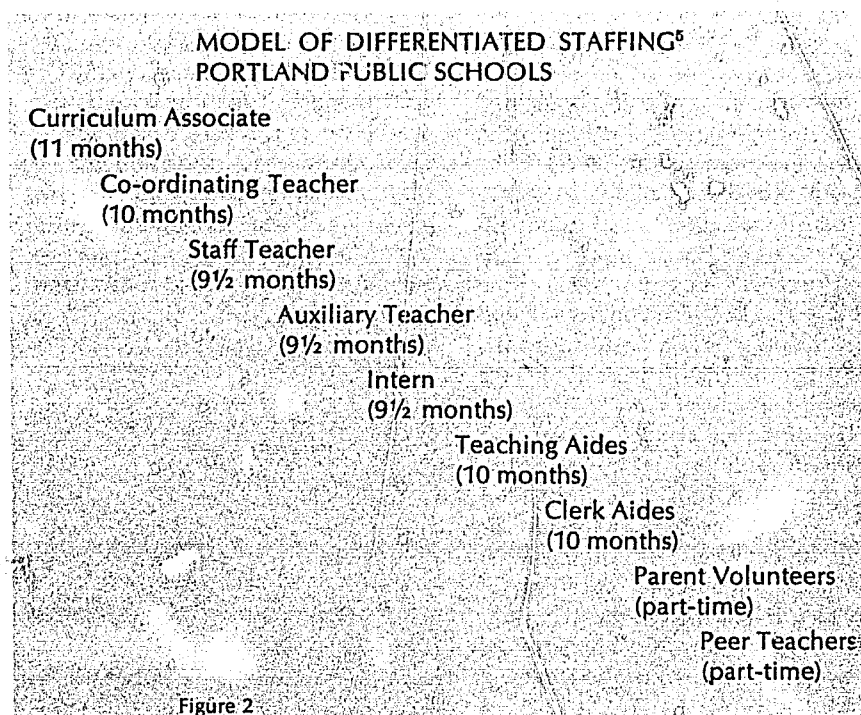 MODEL OF DIFFERENTIATED STAFFING⁵
PORTLAND PUBLIC SCHOOLS
Curriculum Associate
(11 months)
Co-ordinating Teacher
(10 months)
Staff Teacher
(9½ months)
Auxiliary Teacher
(9½ months)
Intern
(9½ months)
Teaching Aides
(10 months)
Clerk Aides
(10 months)
Parent Volunteers
(part-time)
Peer Teachers
(part-time)
Figure 2